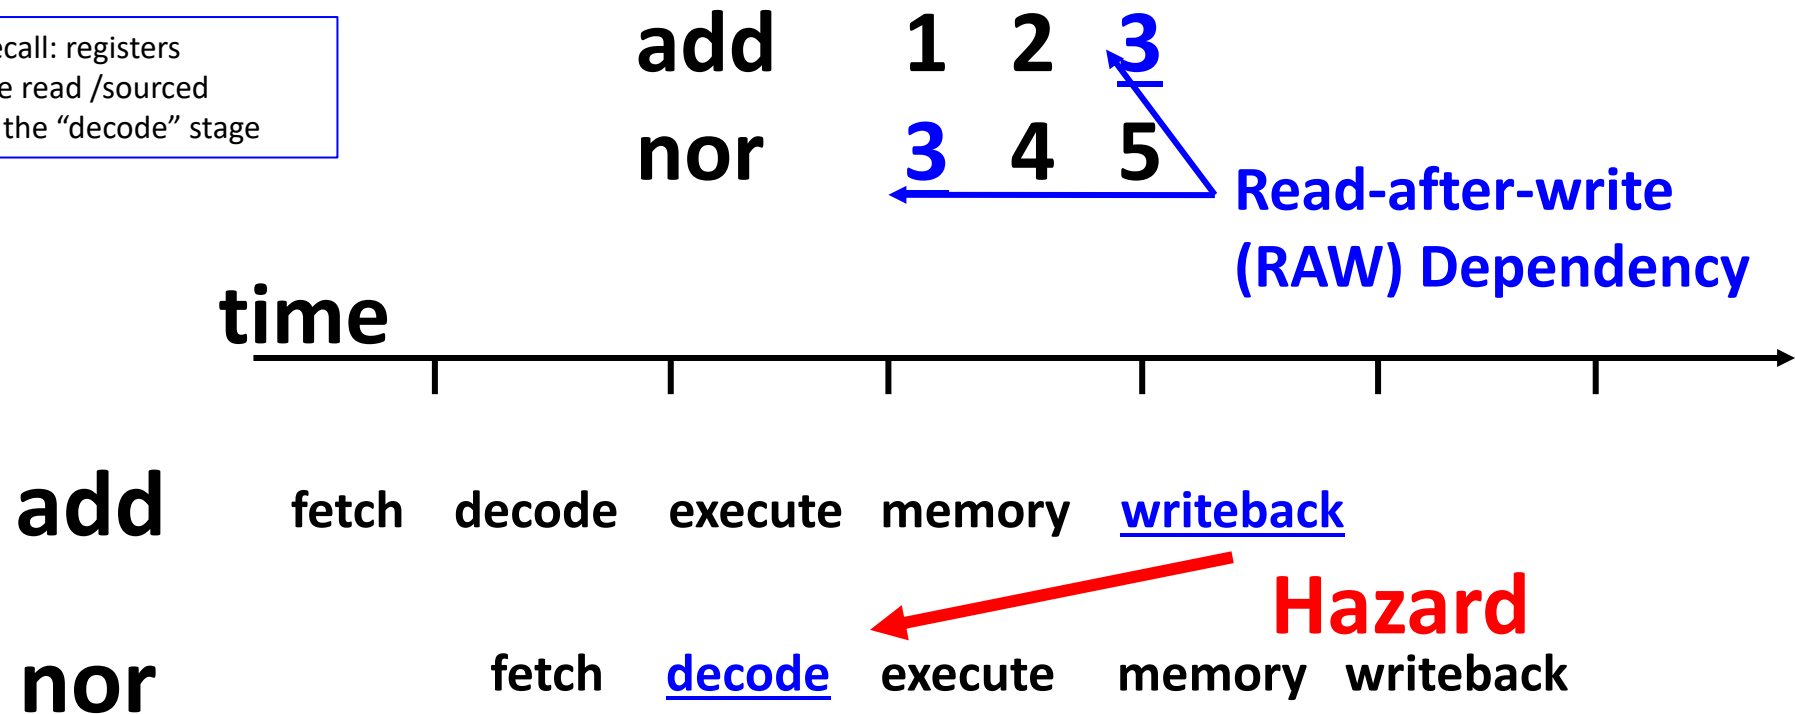 call: registers
e read /sourced
the “decode” stage
add 1 2 3
nor 3 4 5
Read-after-write
(RAW) Dependency
time
add fetch decode execute memory writeback
Hazard
nor fetch decode execute memory writeback